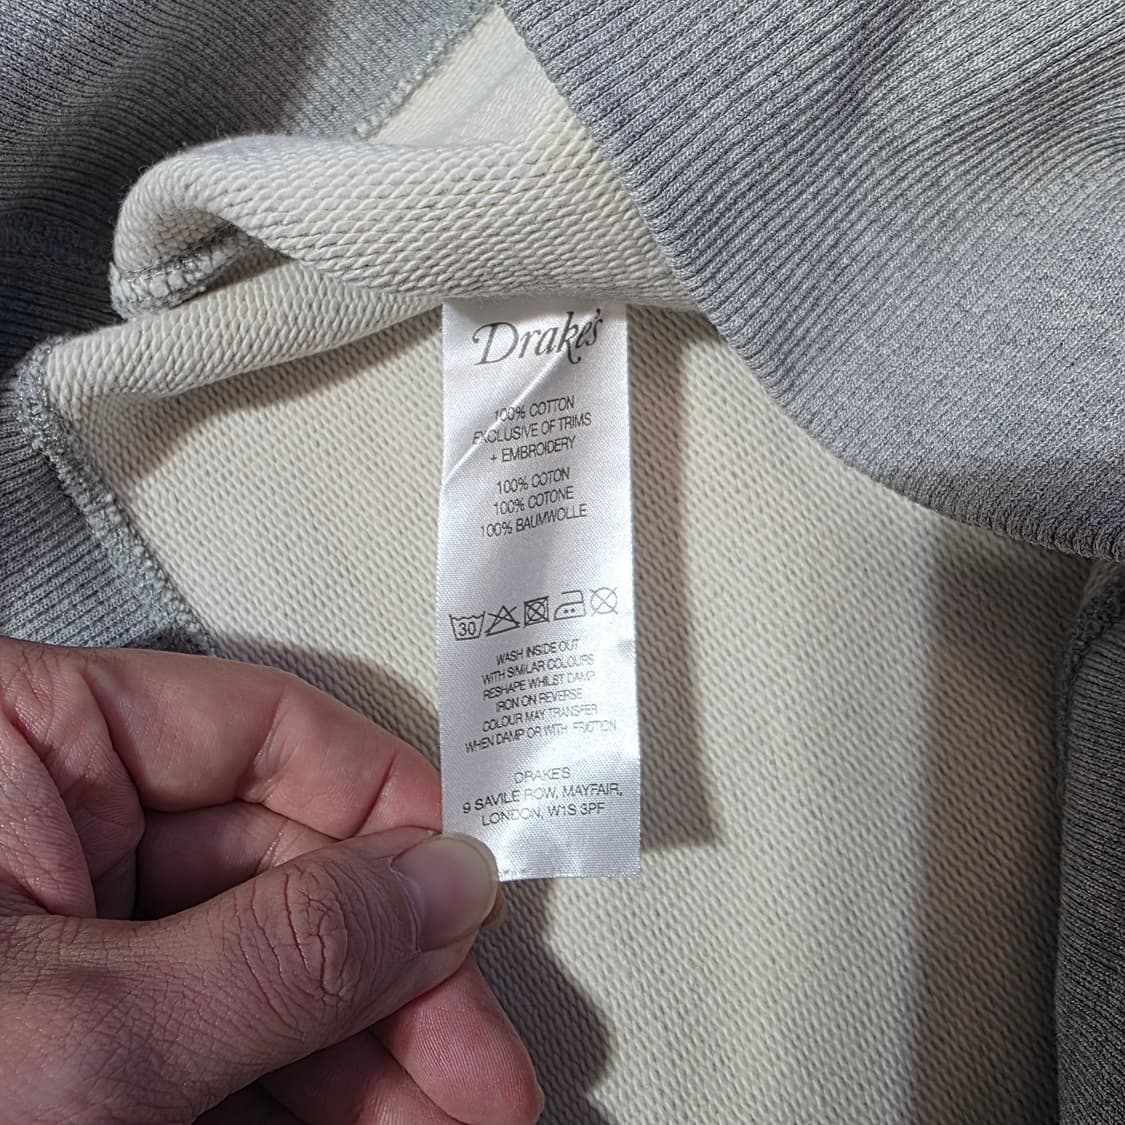 Drake's
100% COTTON
EXCLUSIVE OF TRIMS
+ EMBROIDERY
100% COTON
100% COTONE
100% BAUMWOLLE
30
WASH INSIDE OUT
WITH SIMILAR COLOURS
RESHAPE WHILST DAMP
IRON ON REVERSE
COLOUR MAY TRANSFER
WHEN DAMP OR WITH FRICTION
DRAKE'S
9 SAVILE ROW, MAYFAIR,
LONDON, W1S 3PF